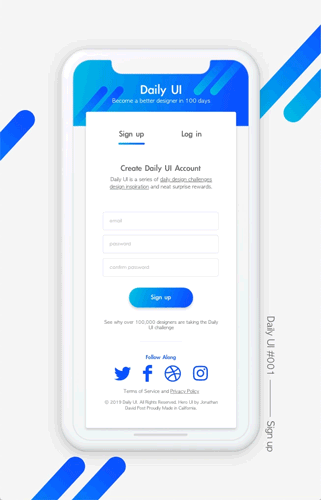 Daily UI
Become a better designer in 100 days
Sign up
Log in
Create Daily UI Account
Daily UI is a series of daily design challenges
design inspiration and neat surprise rewards.
email
password
confirm password
Sign up
See why over 100,000 designers are taking the Daily
UI challenge
Follow Along
Terms of Service and Privacy Policy
© 2019 Daily UI. All Rights Reserved. Hero UI by Jonathan
David Prist Proudly Made in California.
Daily UI #001 Sign up